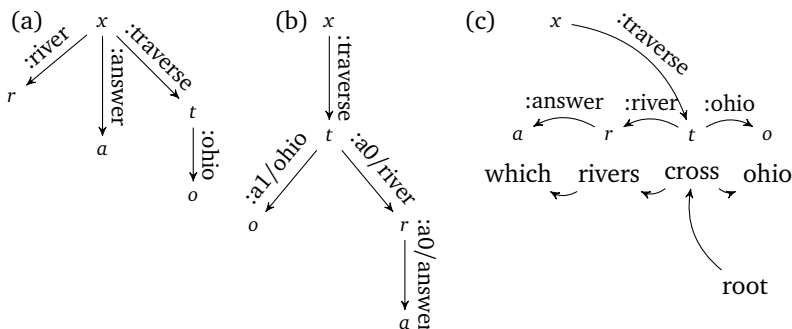 (a)
x
:river
:answer
:traverse
r
t
a
:ohio
o
(b)
x
:traverse
t
:a1/ohio
:a0/river
o
r
:a0/answer
a
(c)
x
:traverse
:answer
:river
:ohio
a r t o
which rivers cross ohio
root